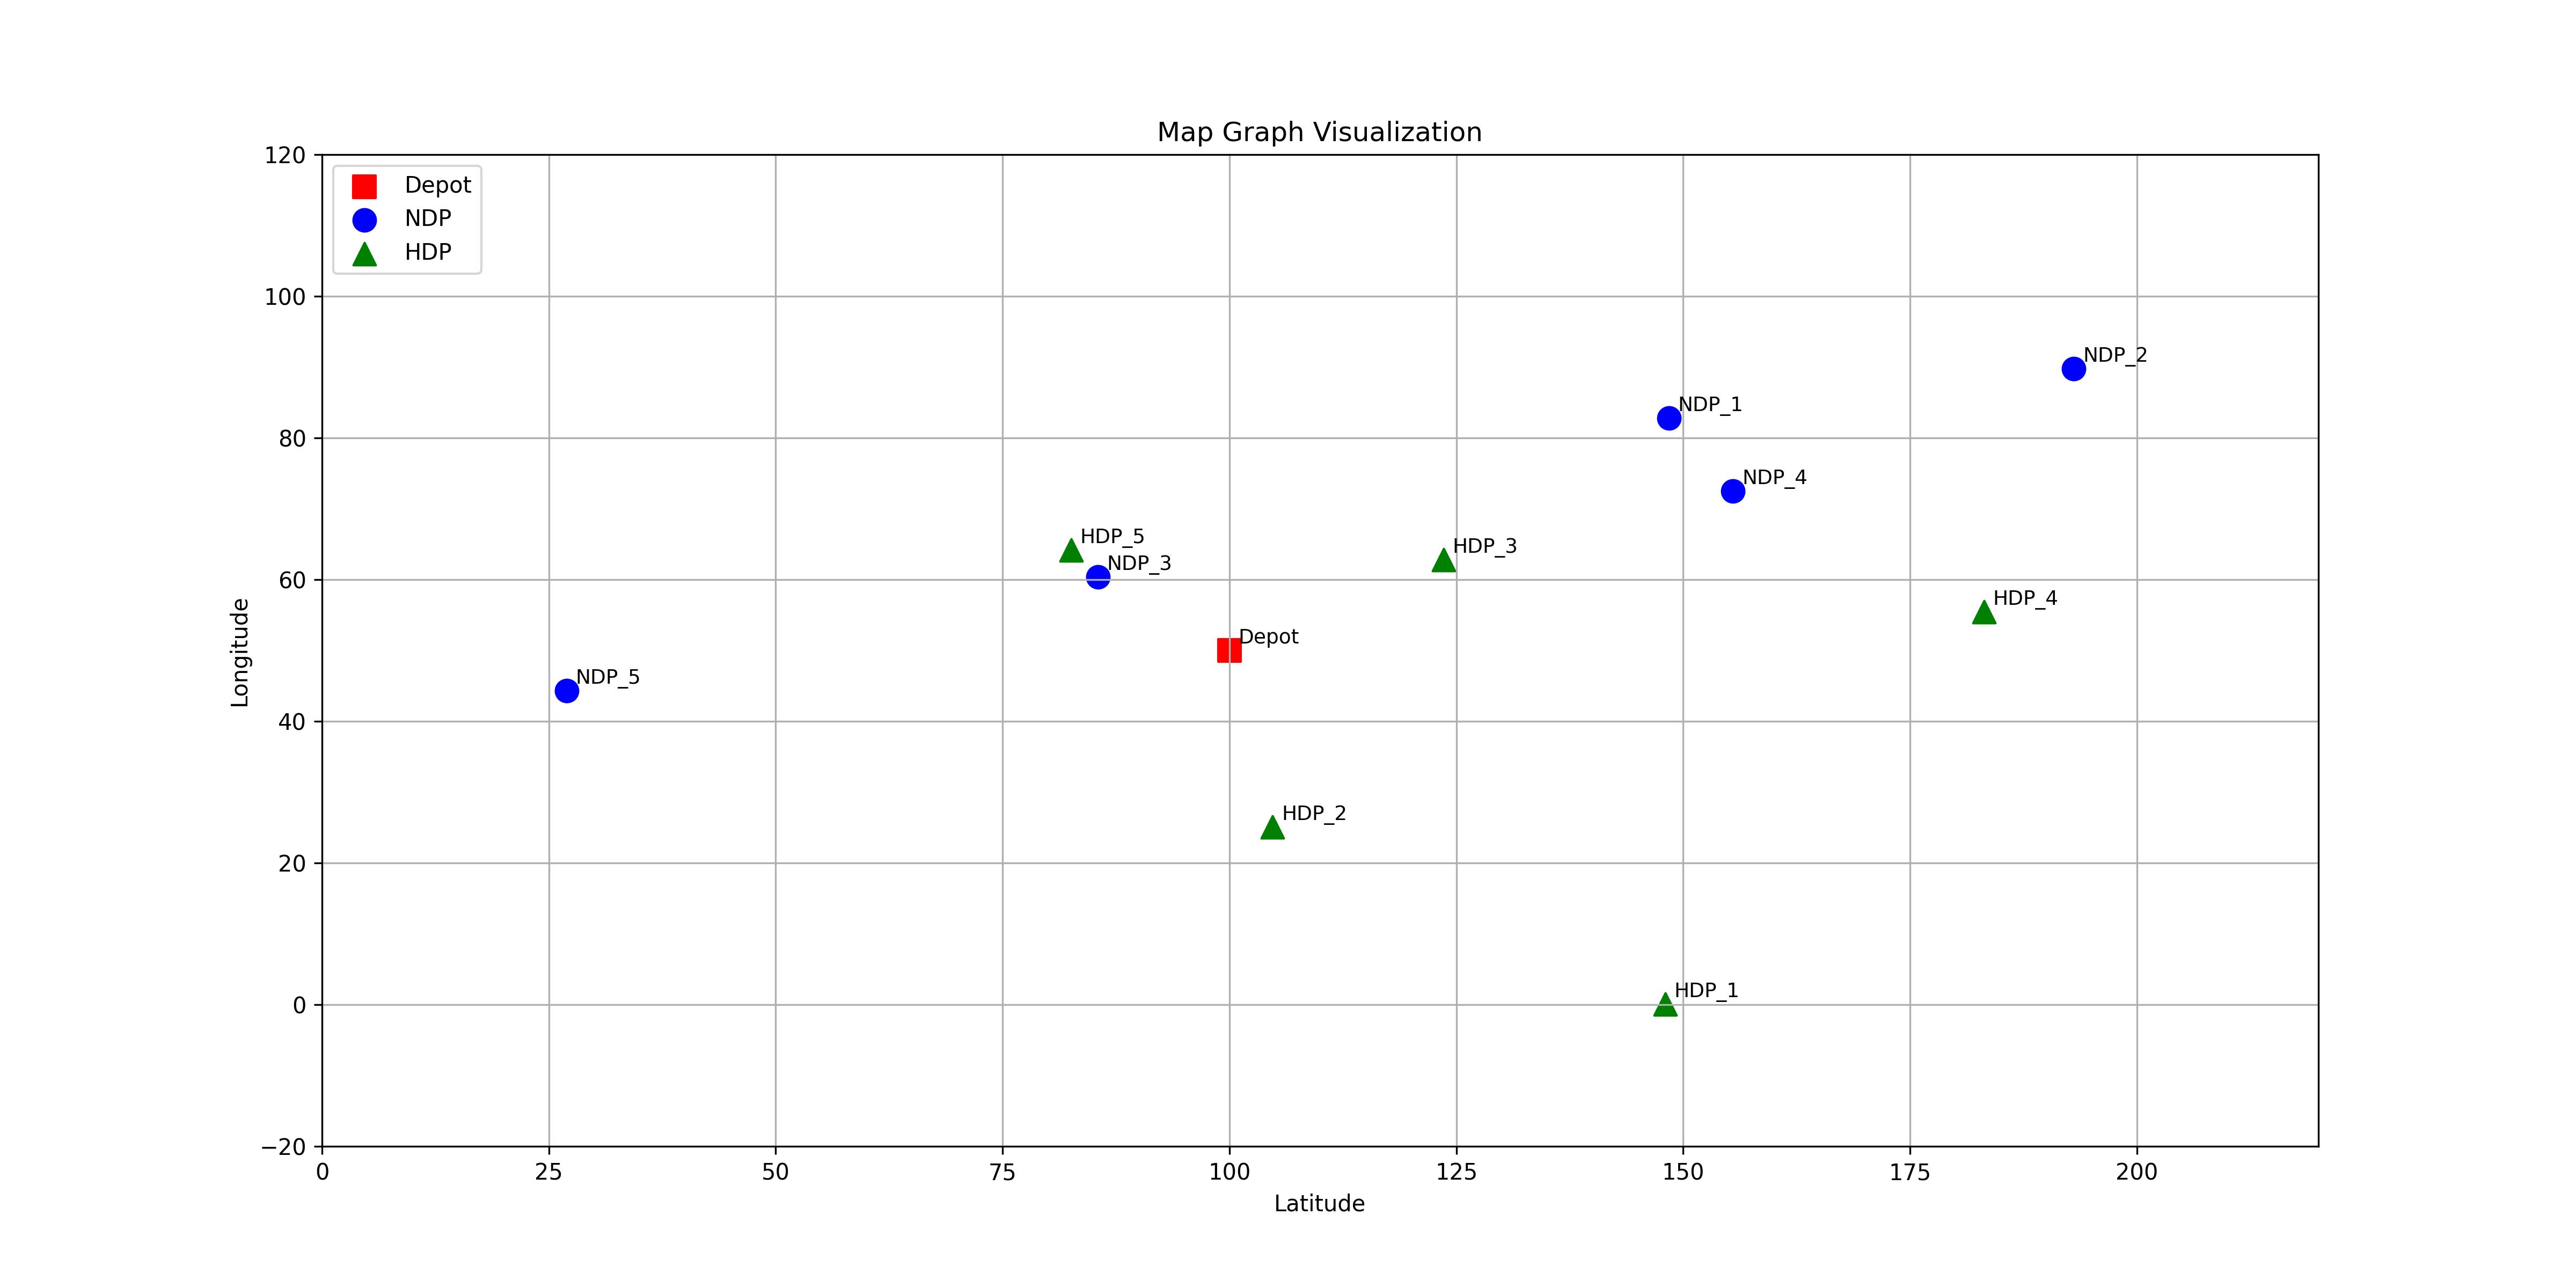 Map Graph Visualization
Depot
NDP
HDP
120
100
80
60
40
20
0
−20
Longitude
NDP_2
NDP_1
NDP_4
HDP_5
HDP_3
NDP_3
HDP_4
Depot
NDP_5
HDP_2
HDP_1
0
25
50
75
100
125
150
175
200
Latitude